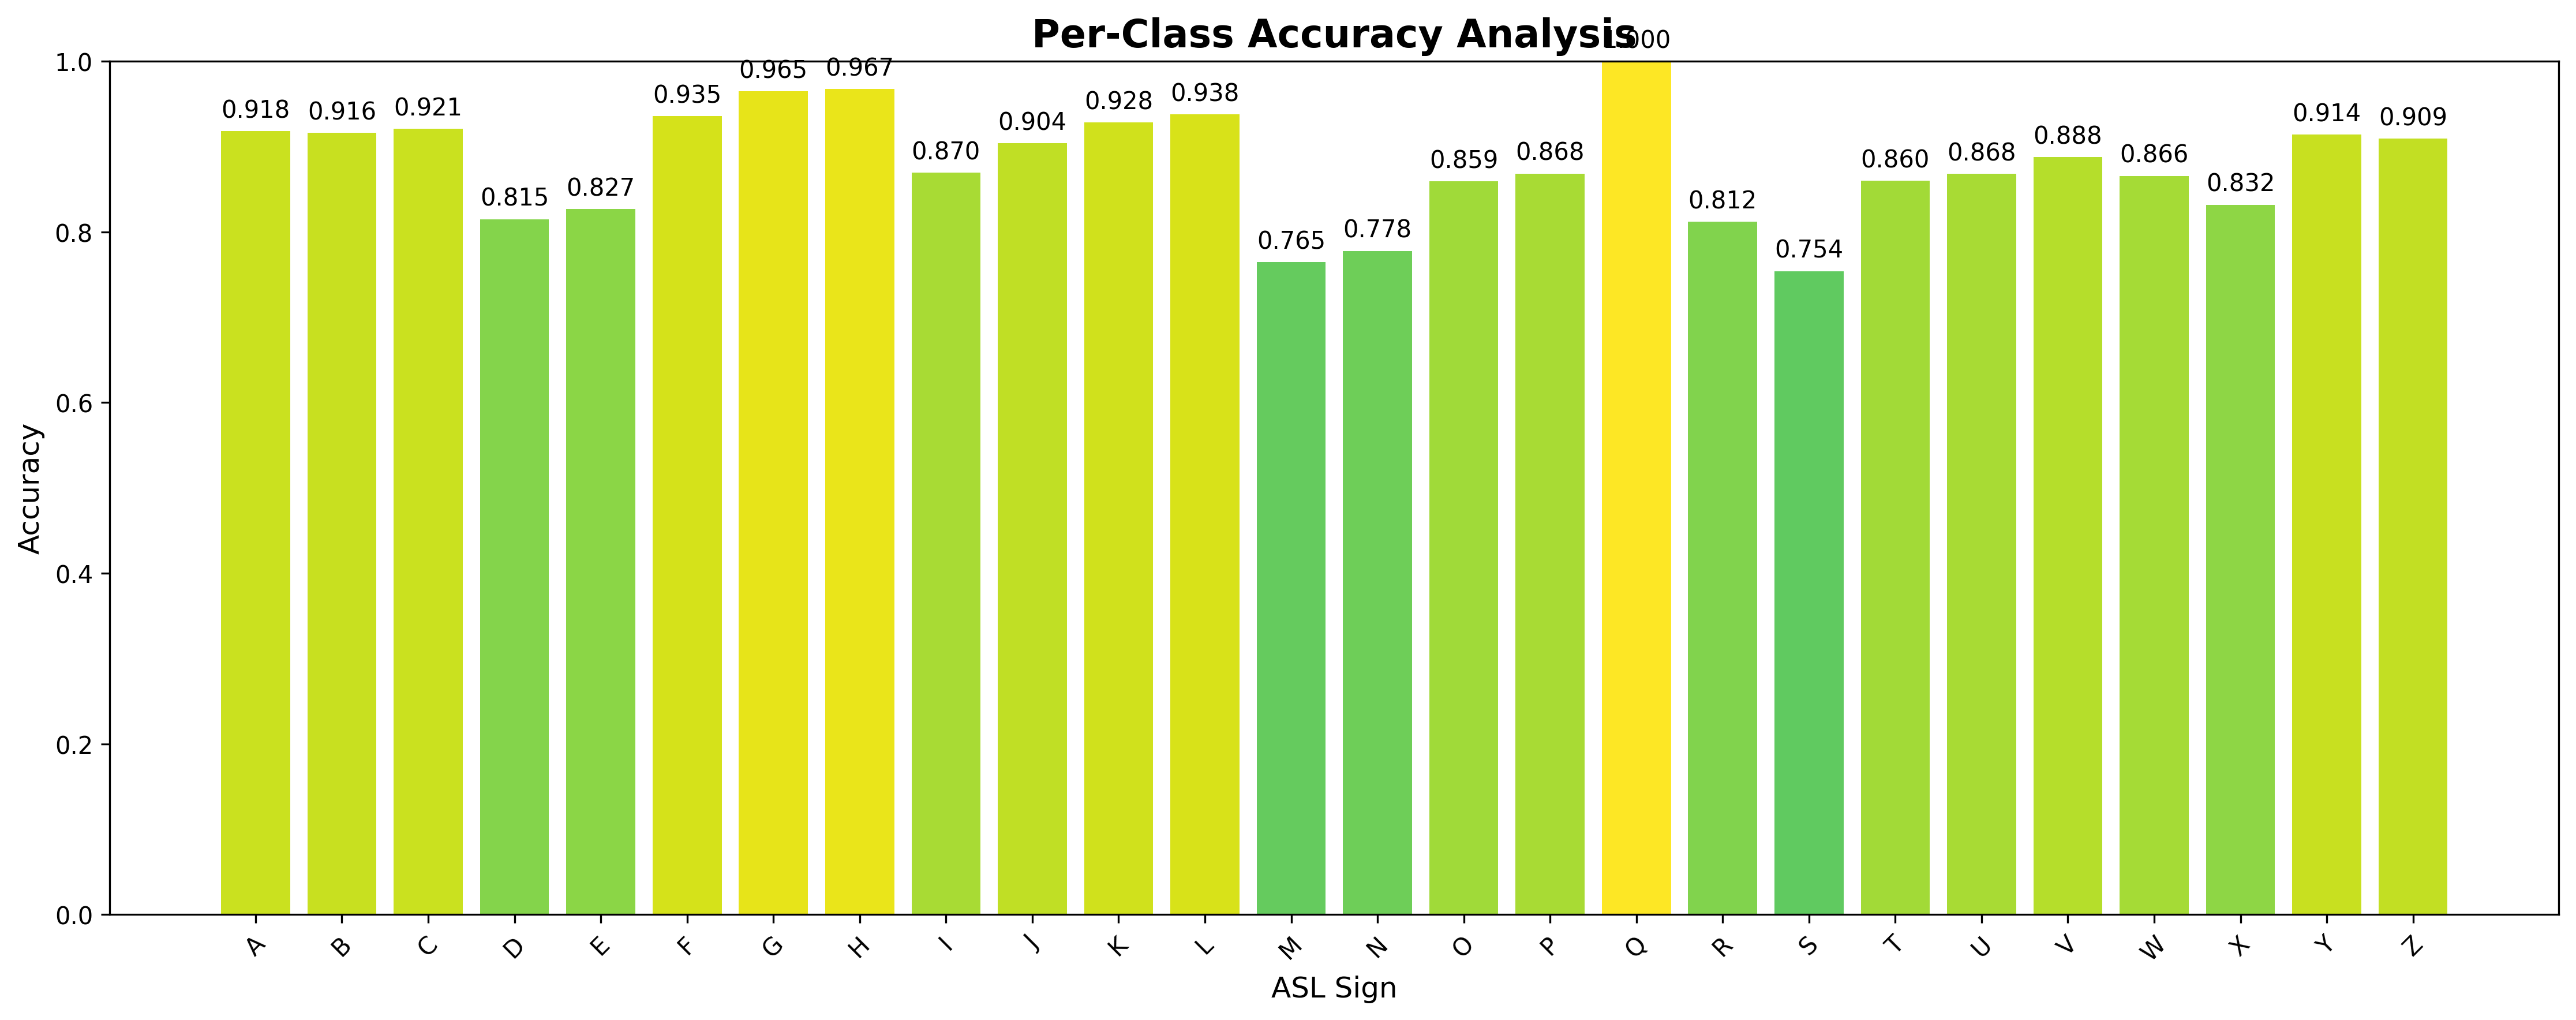 Per-Class Accuracy Analysis
1.000
1.0
0.965 0.967
0.918 0.916 0.921 0.935 0.904 0.928 0.938 0.914 0.909
0.815 0.827 0.870 0.859 0.868 0.812 0.860 0.868 0.888 0.866 0.832
0.8
0.765 0.778 0.754
0.6
0.4
0.2
0.0
Accuracy
A B C D E F G H I J K L M N O P Q R S T U V W X Y Z
ASL Sign